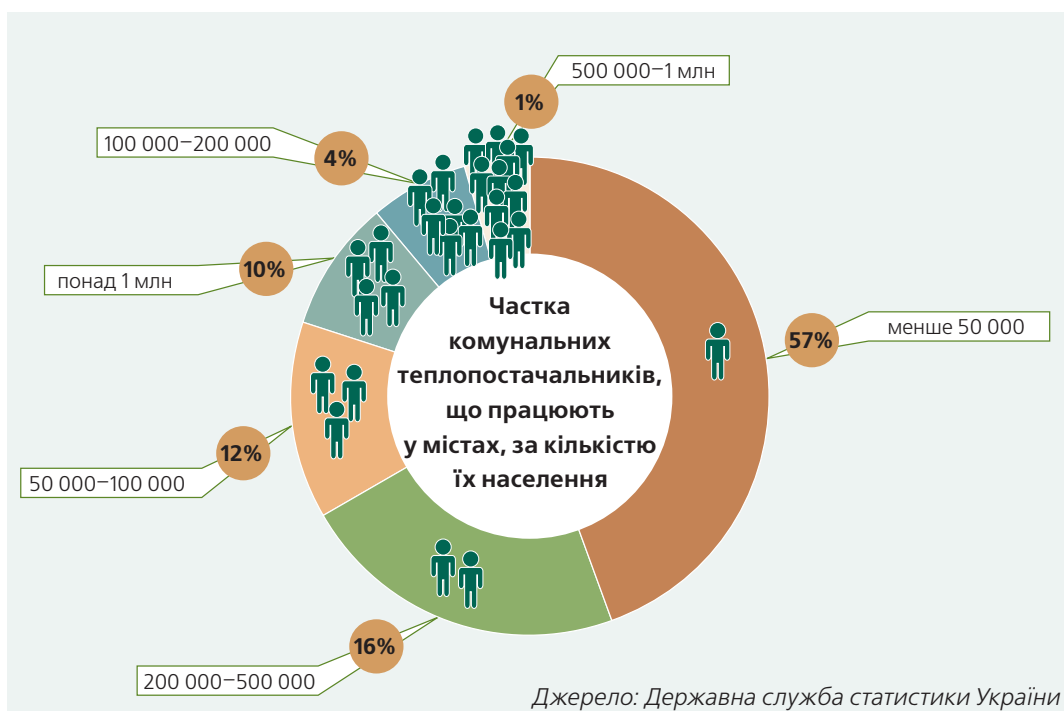 500 000–1 млн
1%
100 000–200 000
4%
понад 1 млн
10%
менше 50 000
57%
50 000–100 000
12%
200 000–500 000
16%
Частка
комунальних
теплопостачальників,
що працюють
у містах, за кількістю
їх населення
Джерело: Державна служба статистики України